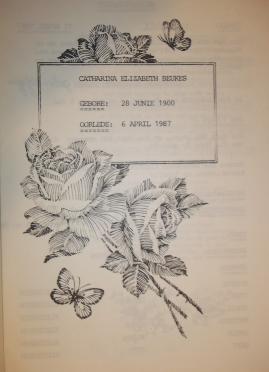 CATHARINA ELIZABETH BEUKES
GEBORE: 28 JUNIE 1900
OORLEDE: 6 APRIL 1987